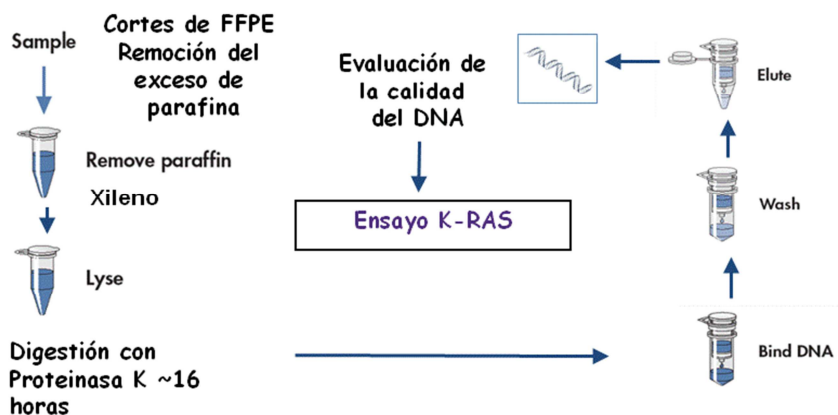 Sample
Cortes de FFPE
Remoción del
exceso de
parafina
Remove paraffin
Xileno
Lyse
Digestión con
Proteinasa K ~16
horas
Bind DNA
Wash
Elute
Evaluación de
la calidad
del DNA
Ensayo K-RAS